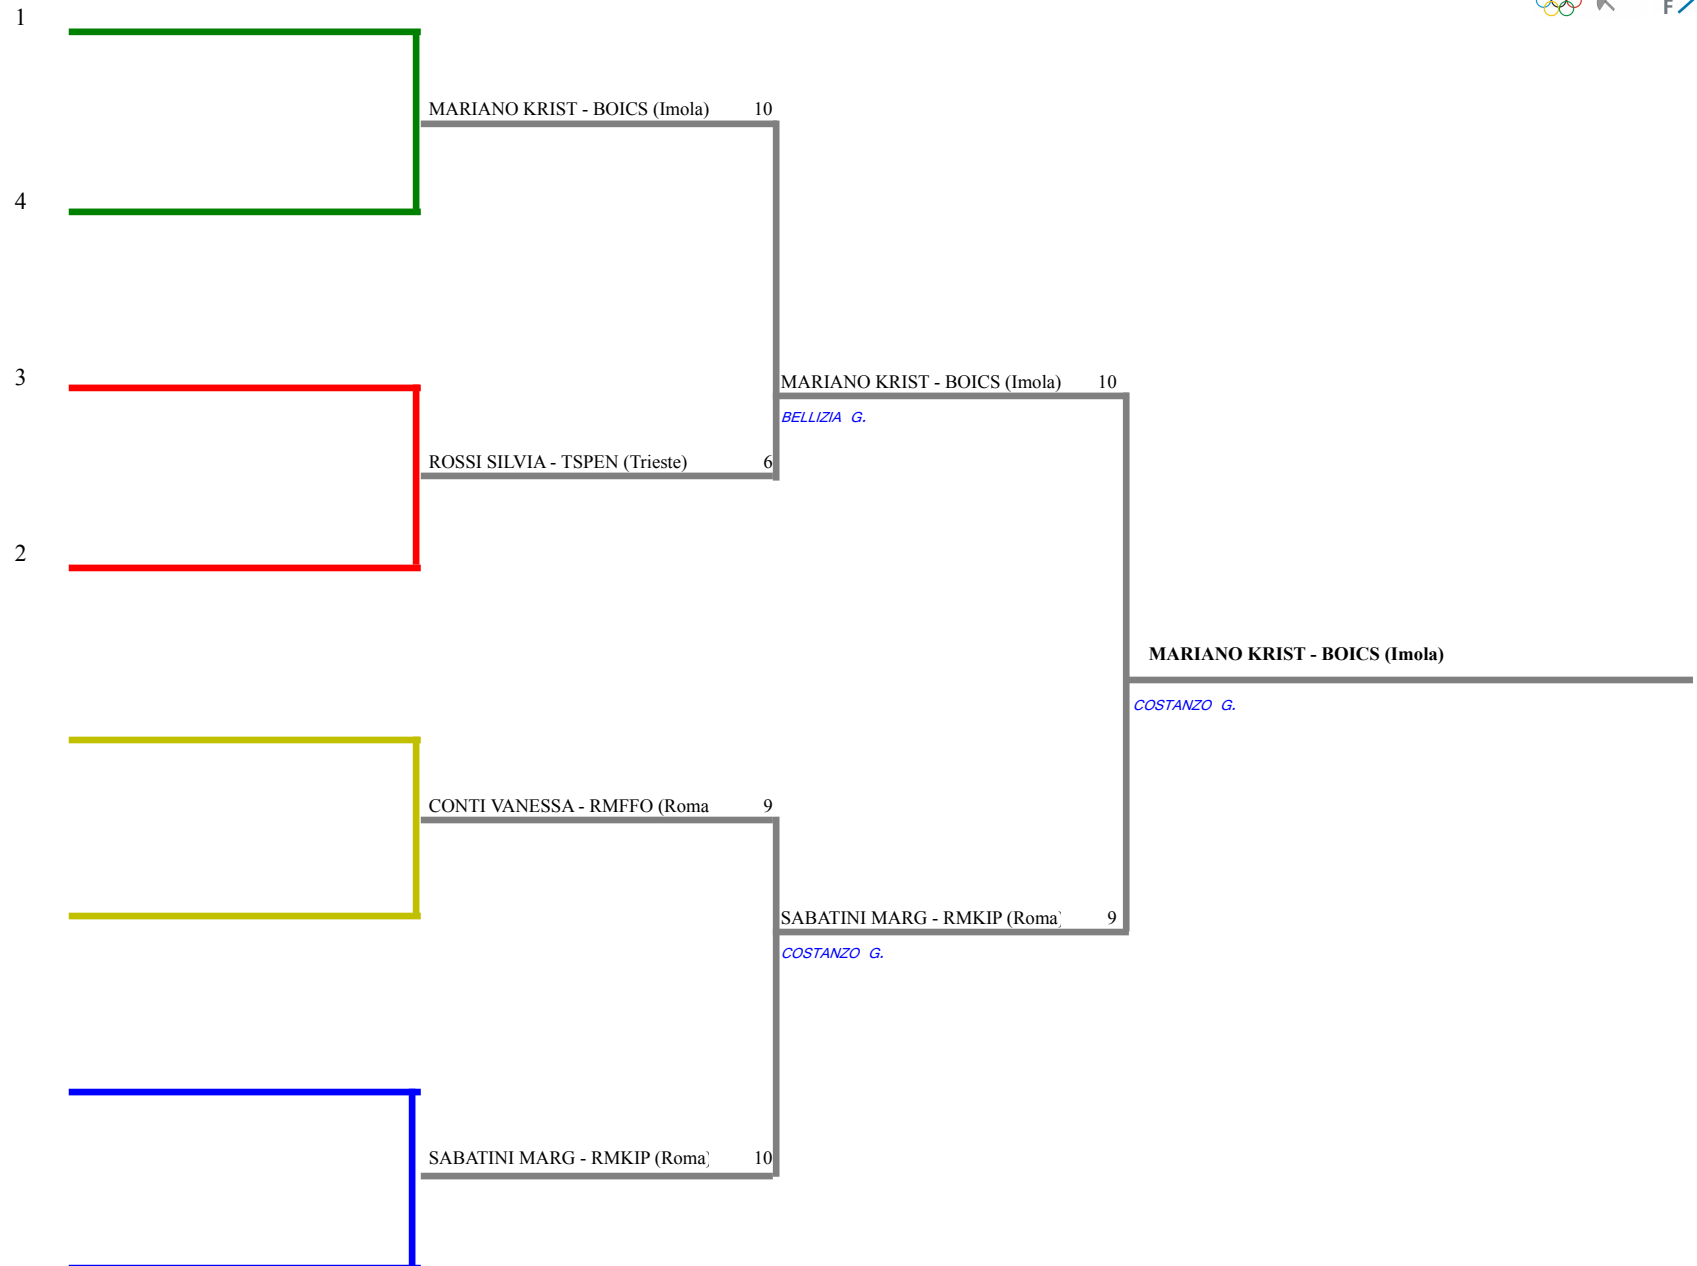 1
F
MARIANO KRIST - BOICS (Imola) 10
4
3
MARIANO KRIST - BOICS (Imola) 10
BELLIZIA G.
ROSSI SILVIA - TSPEN (Trieste) 6
2
MARIANO KRIST - BOICS (Imola)
COSTANZO G.
CONTI VANESSA - RMFFO (Roma 9
SABATINI MARG - RMKIP (Roma) 9
COSTANZO G.
SABATINI MARG - RMKIP (Roma) 10